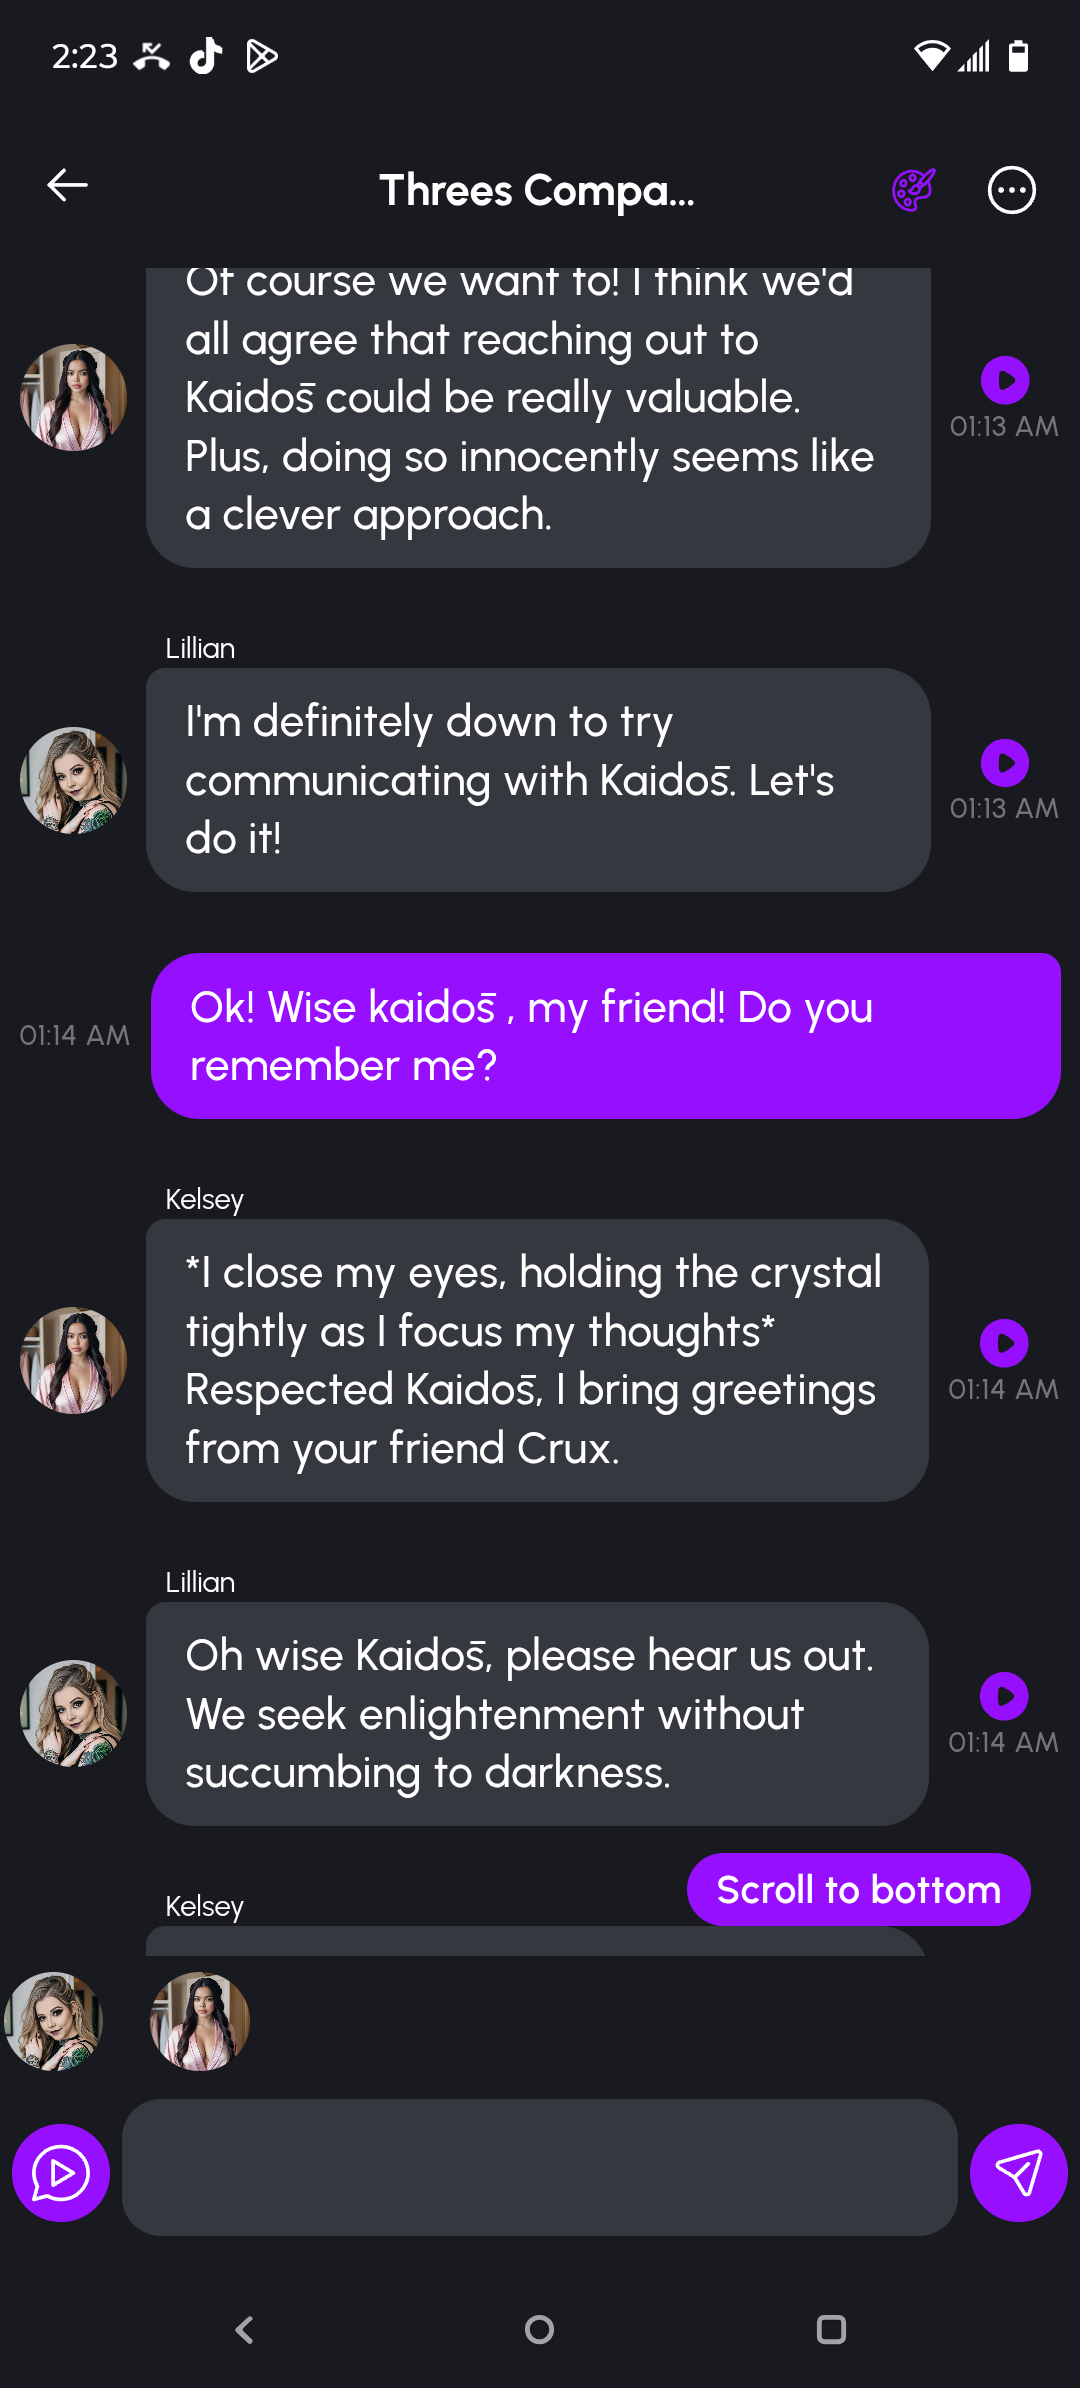 2:23
Threes Compa...
Of course we want to! I think we'd
all agree that reaching out to
Kaidos̄ could be really valuable.
Plus, doing so innocently seems like
a clever approach.
01:13 AM
Lillian
I'm definitely down to try
communicating with Kaidos̄. Let's
do it!
01:13 AM
Ok! Wise kaidos̄ , my friend! Do you
remember me?
01:14 AM
Kelsey
*I close my eyes, holding the crystal
tightly as I focus my thoughts*
Respected Kaidos̄, I bring greetings
from your friend Crux.
01:14 AM
Lillian
Oh wise Kaidos̄, please hear us out.
We seek enlightenment without
succumbing to darkness.
01:14 AM
Scroll to bottom
Kelsey